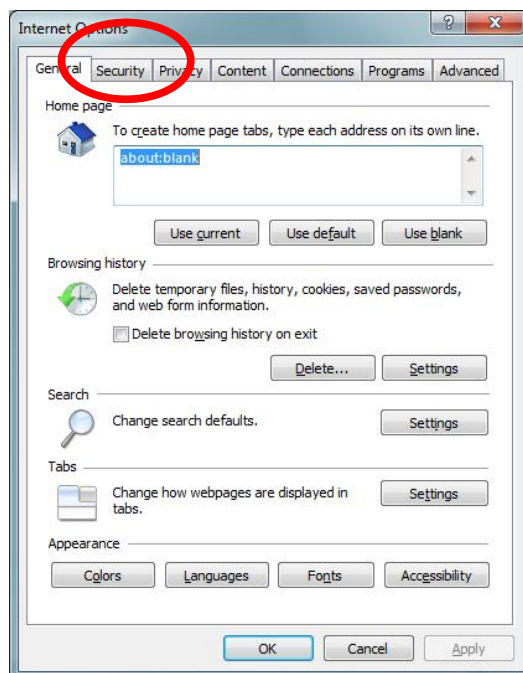 Internet Options
General Security Privacy Content Connections Programs Advanced
Home page
To create home page tabs, type each address on its own line.
about:blank
Use current Use default Use blank
Browsing history
Delete temporary files, history, cookies, saved passwords,
and web form information.
Delete browsing history on exit
Delete... Settings
Search
Change search defaults. Settings
Tabs
Change how webpages are displayed in
tabs.
Settings
Appearance
Colors Languages Fonts Accessibility
OK Cancel Apply